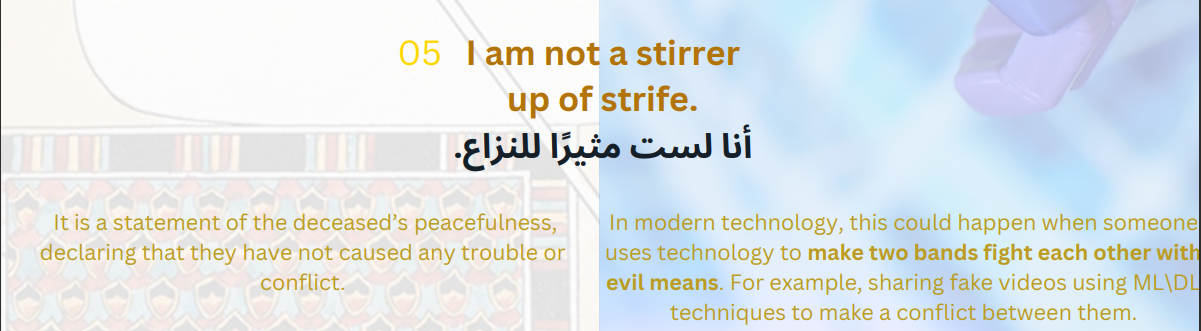 05 I am not a stirrer
up of strife.
أنا لست مثيرًا للنزاع.
It is a statement of the deceased’s peacefulness,
declaring that they have not caused any trouble or
conflict.
In modern technology, this could happen when someone
uses technology to make two bands fight each other with
evil means. For example, sharing fake videos using ML\DL
techniques to make a conflict between them.